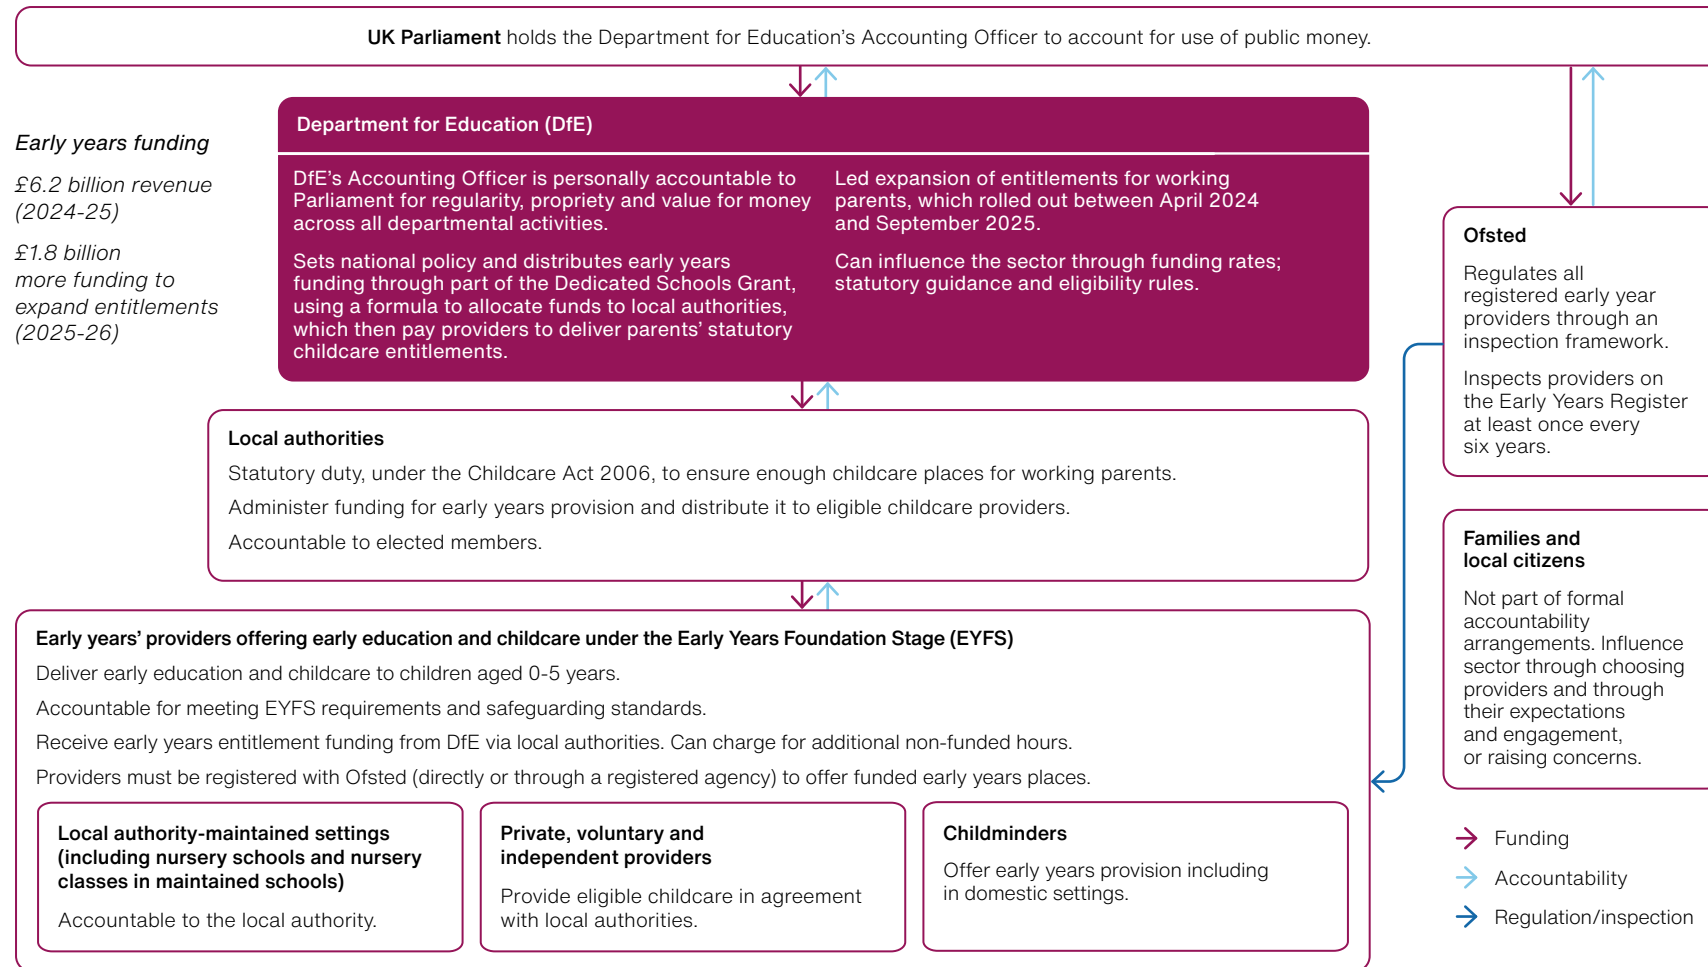 UK Parliament holds the Department for Education’s Accounting Officer to account for use of public money.
Early years funding
£6.2 billion revenue
(2024-25)
£1.8 billion
more funding to
expand entitlements
(2025-26)
Department for Education (DfE)
DfE’s Accounting Officer is personally accountable to
Parliament for regularity, propriety and value for money
across all departmental activities.
Sets national policy and distributes early years
funding through part of the Dedicated Schools Grant,
using a formula to allocate funds to local authorities,
which then pay providers to deliver parents’ statutory
childcare entitlements.
Led expansion of entitlements for working
parents, which rolled out between April 2024
and September 2025.
Can influence the sector through funding rates;
statutory guidance and eligibility rules.
Ofsted
Regulates all
registered early year
providers through an
inspection framework.
Inspects providers on
the Early Years Register
at least once every
six years.
Local authorities
Statutory duty, under the Childcare Act 2006, to ensure enough childcare places for working parents.
Administer funding for early years provision and distribute it to eligible childcare providers.
Accountable to elected members.
Families and
local citizens
Not part of formal
accountability
arrangements. Influence
sector through choosing
providers and through
their expectations
and engagement,
or raising concerns.
Early years’ providers offering early education and childcare under the Early Years Foundation Stage (EYFS)
Deliver early education and childcare to children aged 0-5 years.
Accountable for meeting EYFS requirements and safeguarding standards.
Receive early years entitlement funding from DfE via local authorities. Can charge for additional non-funded hours.
Providers must be registered with Ofsted (directly or through a registered agency) to offer funded early years places.
Local authority-maintained settings
(including nursery schools and nursery
classes in maintained schools)
Accountable to the local authority.
Private, voluntary and
independent providers
Provide eligible childcare in agreement
with local authorities.
Childminders
Offer early years provision including
in domestic settings.
Funding
Accountability
Regulation/inspection